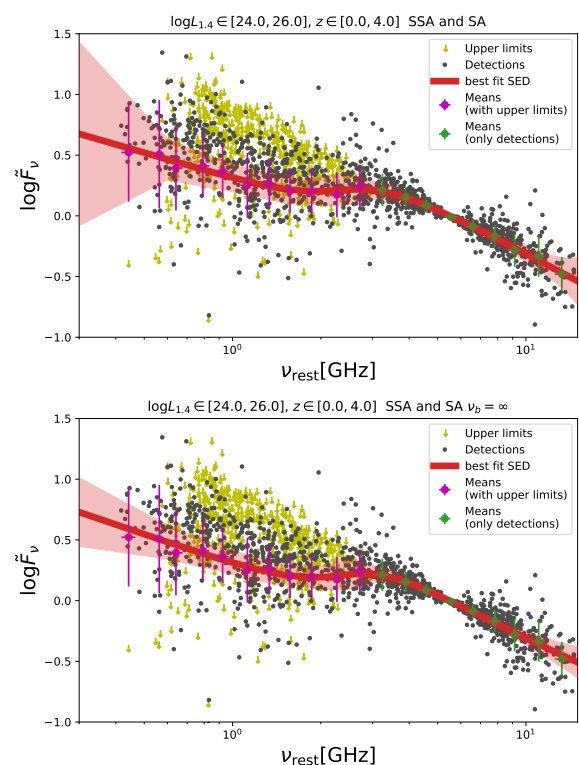 logL₁.₄ ∈ [24.0, 26.0], z ∈ [0.0, 4.0] SSA and SA
1.5
1.0
0.5
0.0
−0.5
−1.0
logF̃ᵥ
Upper limits
Detections
best fit SED
Means
(with upper limits)
Means
(only detections)
10⁰
10¹
ν_rest[GHz]
logL₁.₄ ∈ [24.0, 26.0], z ∈ [0.0, 4.0] SSA and SA ν_b = ∞
1.5
1.0
0.5
0.0
−0.5
−1.0
logF̃ᵥ
Upper limits
Detections
best fit SED
Means
(with upper limits)
Means
(only detections)
10⁰
10¹
ν_rest[GHz]